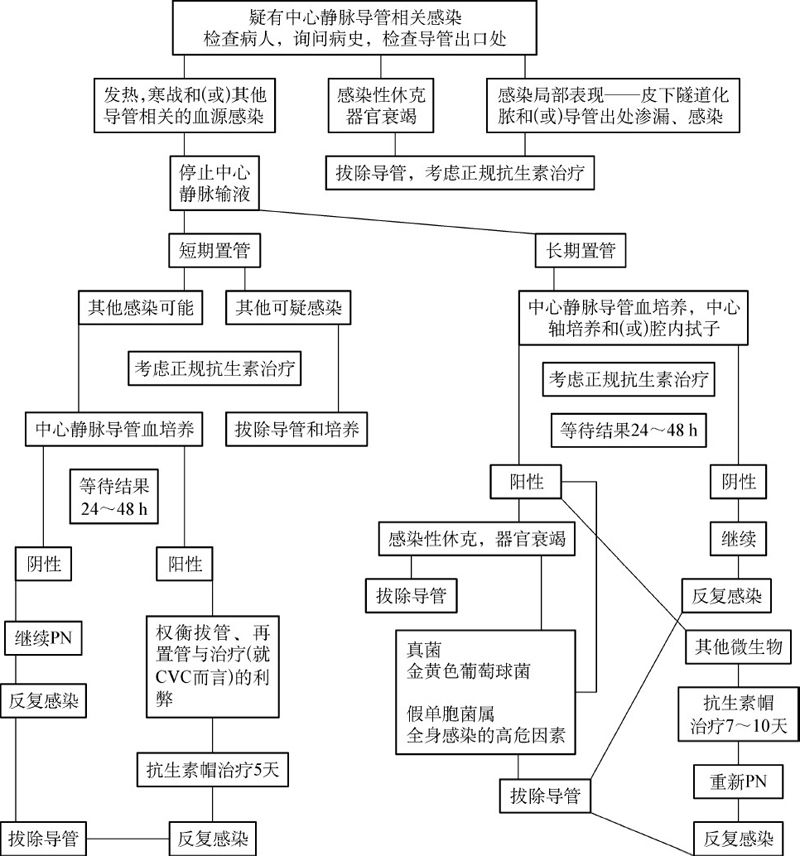 疑有中心静脉导管相关感染
检查病人，询问病史，检查导管出口处
发热，寒战和(或)其他
导管相关的血源感染
感染性休克
器官衰竭
感染局部表现——皮下隧道化
脓和(或)导管出处渗漏、感染
停止中心
静脉输液
拔除导管，考虑正规抗生素治疗
短期置管
长期置管
其他感染可能
其他可疑感染
中心静脉导管血培养，中心
轴培养和(或)腔内拭子
考虑正规抗生素治疗
考虑正规抗生素治疗
中心静脉导管血培养
拔除导管和培养
等待结果24～48 h
等待结果
24～48 h
阳性
阴性
感染性休克，器官衰竭
继续
阴性
阳性
拔除导管
反复感染
继续PN
权衡拔管、再
置管与治疗(就
CVC而言)的利
弊
真菌
金黄色葡萄球菌
假单胞菌属
全身感染的高危因素
其他微生物
反复感染
抗生素帽
治疗7～10天
抗生素帽治疗5天
拔除导管
重新PN
拔除导管
反复感染
反复感染